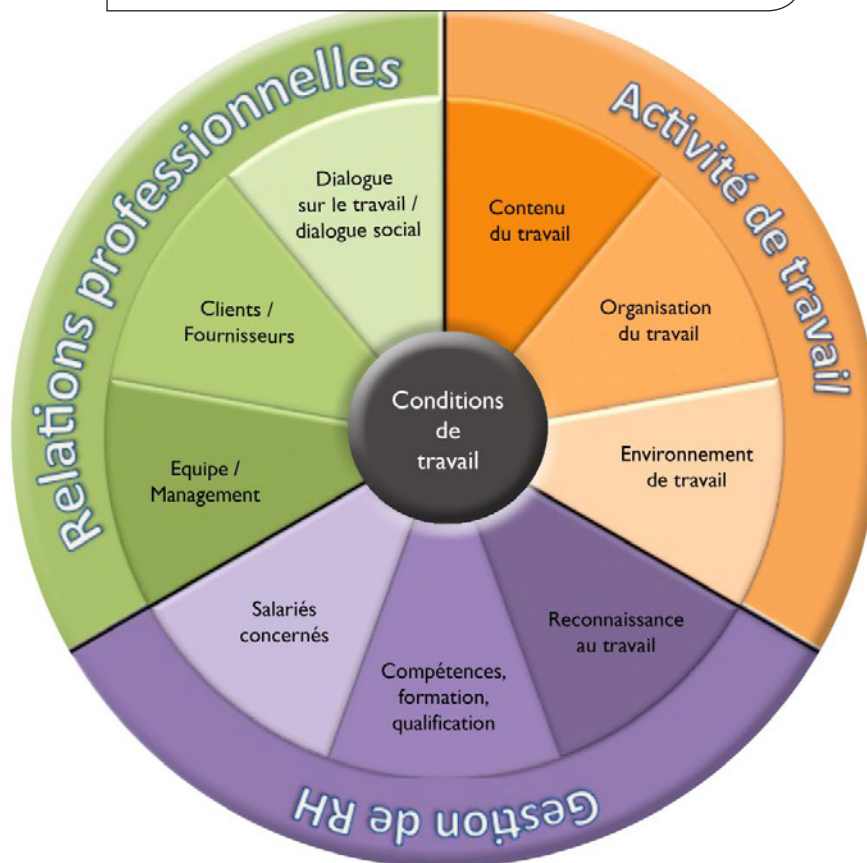 Relations professionnelles
Activité de travail
Dialogue
sur le travail /
dialogue social
Contenu
du travail
Clients /
Fournisseurs
Organisation
du travail
Conditions
de
travail
Equipe /
Management
Environnement
de travail
Salariés
concernés
Compétences,
formation,
qualification
Reconnaissance
au travail
Gestion de RH